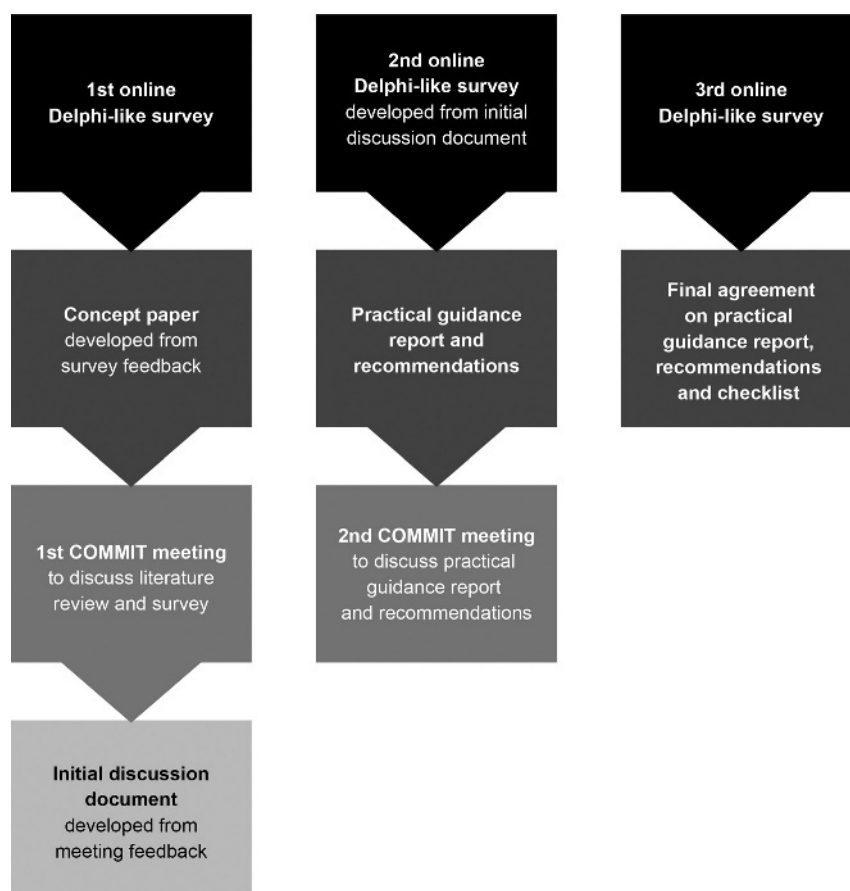 1st online
Delphi-like survey
Concept paper
developed from
survey feedback
1st COMMIT meeting
to discuss literature
review and survey
Initial discussion
document
developed from
meeting feedback
2nd online
Delphi-like survey
developed from initial
discussion document
Practical guidance
report and
recommendations
2nd COMMIT meeting
to discuss practical
guidance report
and recommendations
3rd online
Delphi-like survey
Final agreement
on practical
guidance report,
recommendations
and checklist